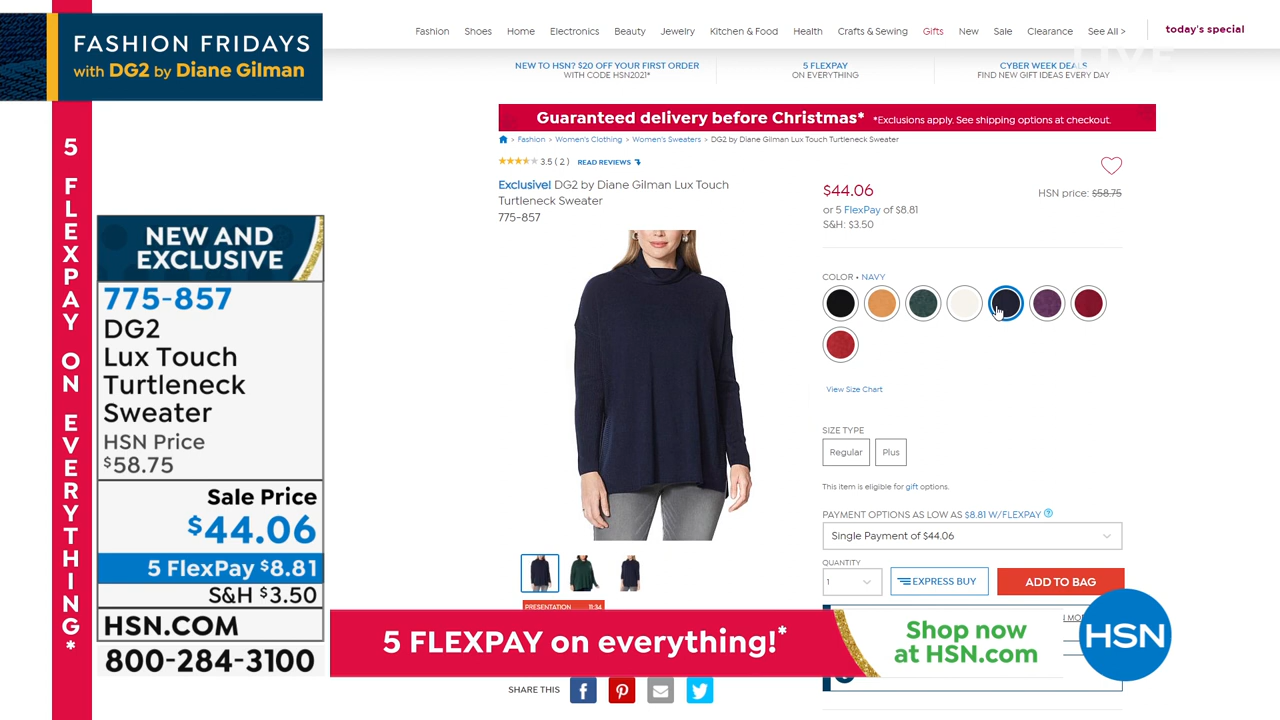 FASHION FRIDAYS
with DG2 by Diane Gilman
5 FLEXPAY ON EVERYTHING*
NEW AND
EXCLUSIVE
775-857
DG2
Lux Touch
Turtleneck
Sweater
HSN Price
$58.75
Sale Price
$44.06
5 FlexPay $8.81
S&H $3.50
HSN.COM
800-284-3100
Fashion Shoes Home Electronics Beauty Jewelry Kitchen & Food Health Crafts & Sewing Gifts New Sale Clearance See All > today's special
LIVE
NEW TO HSN? $20 OFF YOUR FIRST ORDER
WITH CODE HSN2021*
5 FLEXPAY
ON EVERYTHING
CYBER WEEK DEALS
FIND NEW GIFT IDEAS EVERY DAY
Guaranteed delivery before Christmas* *Exclusions apply. See shipping options at checkout.
> Fashion > Women's Clothing > Women's Sweaters > DG2 by Diane Gilman Lux Touch Turtleneck Sweater
3.5 ( 2 ) READ REVIEWS
Exclusive! DG2 by Diane Gilman Lux Touch
Turtleneck Sweater
775-857
$44.06
HSN price: $58.75
or 5 FlexPay of $8.81
S&H: $3.50
COLOR • NAVY
View Size Chart
SIZE TYPE
Regular Plus
This item is eligible for gift options.
PAYMENT OPTIONS AS LOW AS $8.81 W/FLEXPAY ?
Single Payment of $44.06
QUANTITY
1
EXPRESS BUY
ADD TO BAG
PRESENTATION 11:34
5 FLEXPAY on everything!*
Shop now
at HSN.com
HSN
SHARE THIS